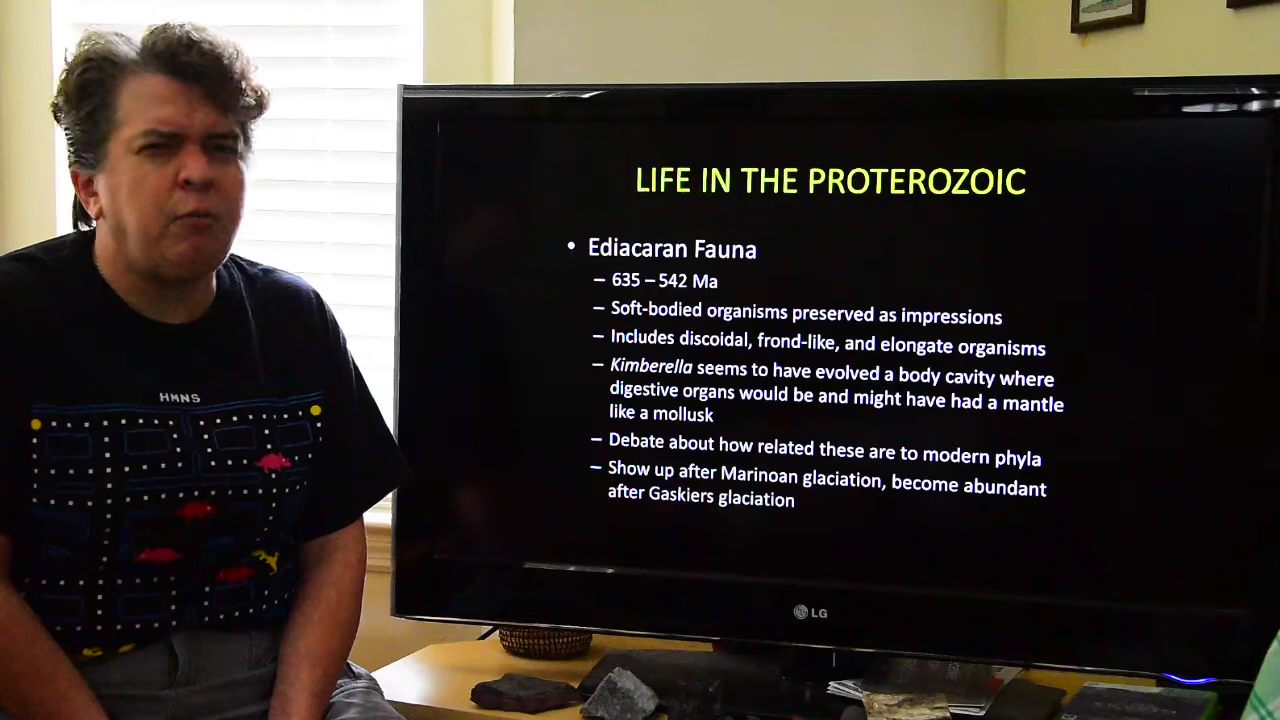 LIFE IN THE PROTEROZOIC
• Ediacaran Fauna
– 635 – 542 Ma
– Soft-bodied organisms preserved as impressions
– Includes discoidal, frond-like, and elongate organisms
– Kimberella seems to have evolved a body cavity where
digestive organs would be and might have had a mantle
like a mollusk
– Debate about how related these are to modern phyla
– Show up after Marinoan glaciation, become abundant
after Gaskiers glaciation
HMNS
LG